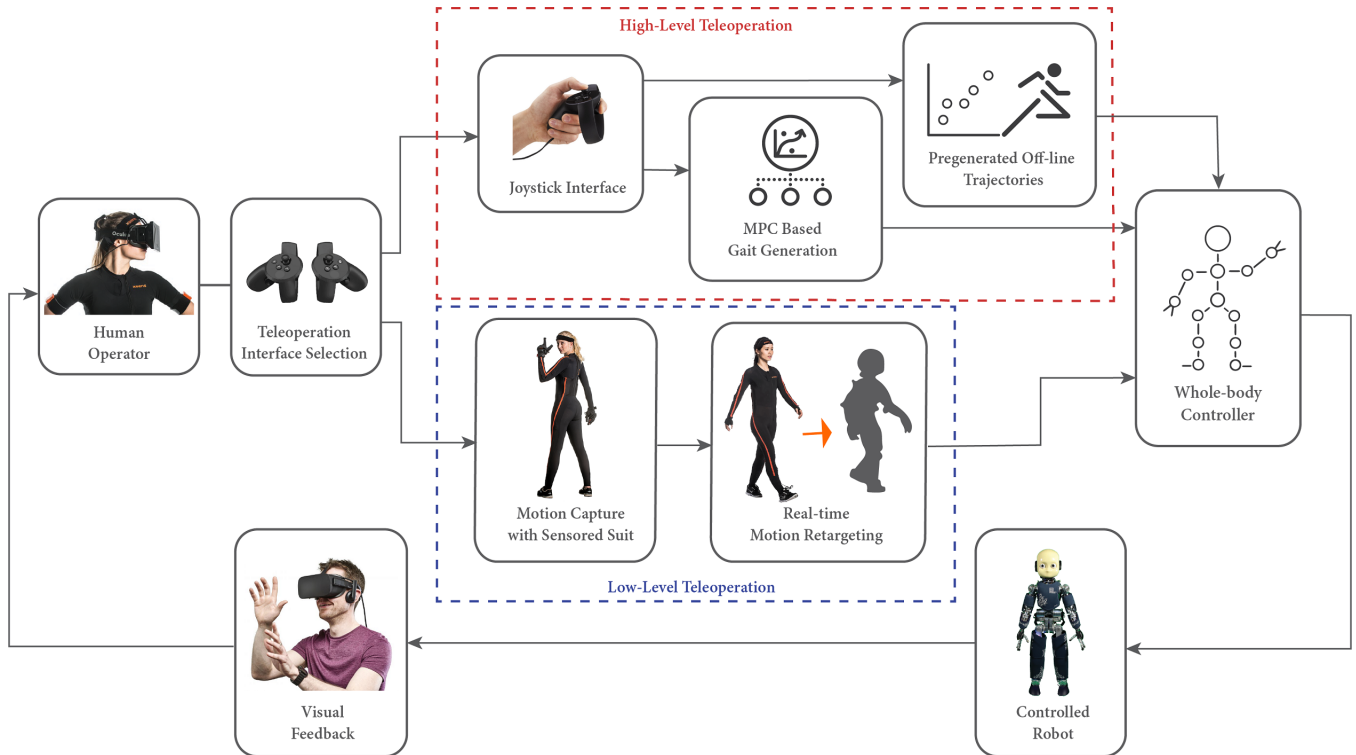 High-Level Teleoperation
Joystick Interface
MPC Based
Gait Generation
Pregenerated Off-line
Trajectories
Human
Operator
Teleoperation
Interface Selection
Whole-body
Controller
Motion Capture
with Sensored Suit
Real-time
Motion Retargeting
Low-Level Teleoperation
Visual
Feedback
Controlled
Robot